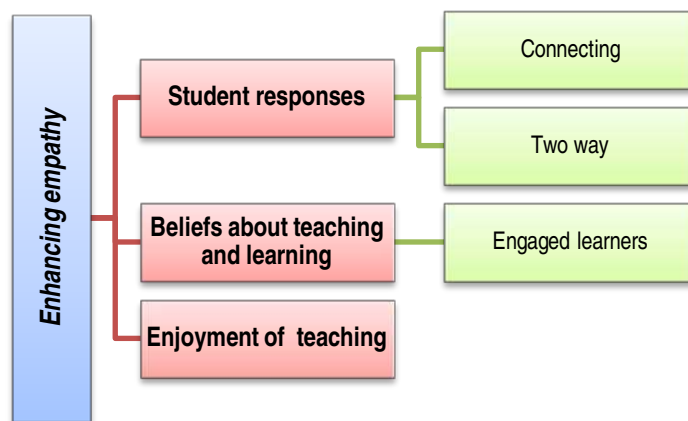 Enhancing empathy
Student responses
Connecting
Two way
Beliefs about teaching
and learning
Engaged learners
Enjoyment of teaching